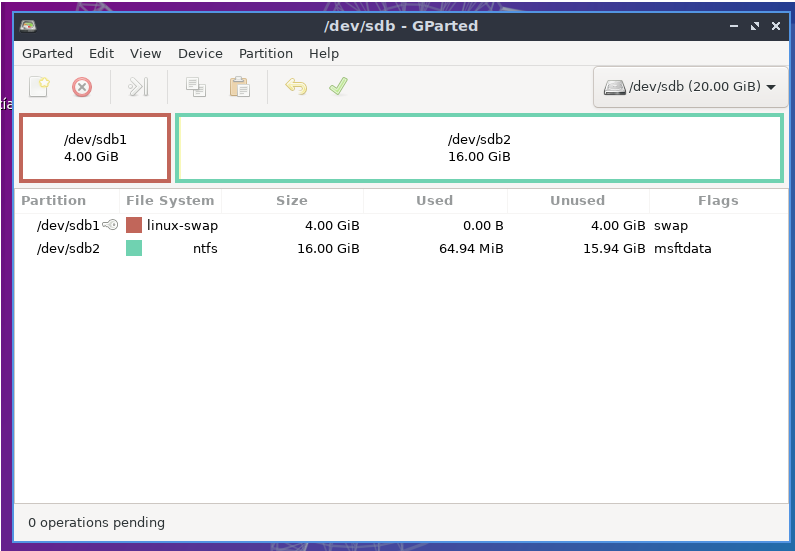 /dev/sdb - GParted
GParted Edit View Device Partition Help
/dev/sdb (20.00 GiB)
/dev/sdb1
4.00 GiB
/dev/sdb2
16.00 GiB
Partition File System Size Used Unused Flags
/dev/sdb1 linux-swap 4.00 GiB 0.00 B 4.00 GiB swap
/dev/sdb2 ntfs 16.00 GiB 64.94 MiB 15.94 GiB msftdata
0 operations pending